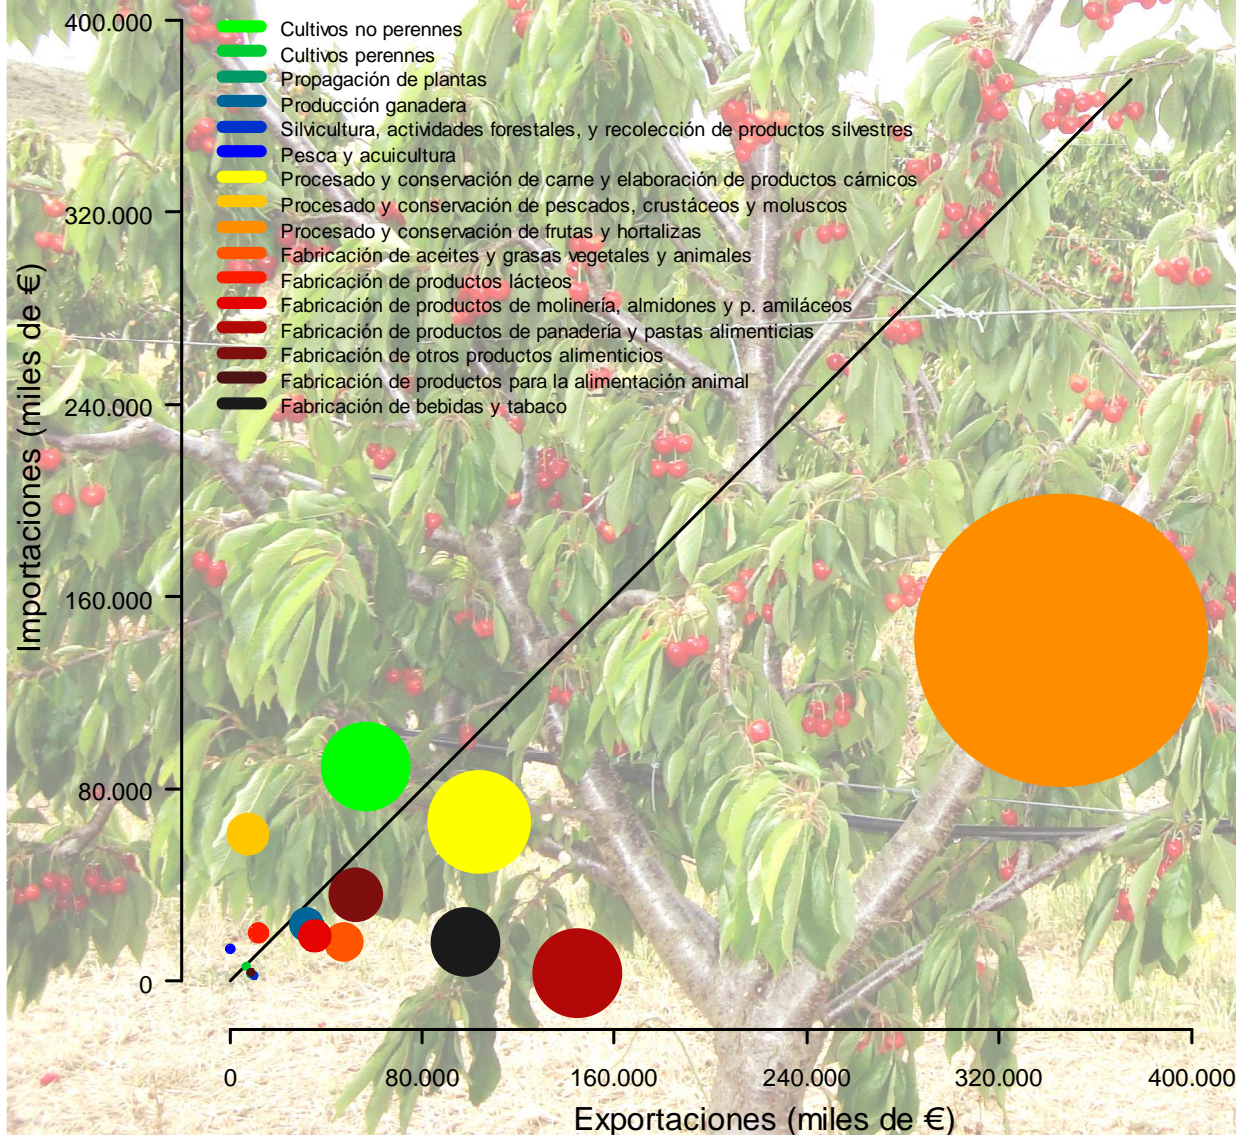 400.000
320.000
240.000
160.000
80.000
0
Importaciones (miles de €)
Cultivos no perennes
Cultivos perennes
Propagación de plantas
Producción ganadera
Silvicultura, actividades forestales, y recolección de productos silvestres
Pesca y acuicultura
Procesado y conservación de carne y elaboración de productos cárnicos
Procesado y conservación de pescados, crustáceos y moluscos
Procesado y conservación de frutas y hortalizas
Fabricación de aceites y grasas vegetales y animales
Fabricación de productos lácteos
Fabricación de productos de molinería, almidones y p. amiláceos
Fabricación de productos de panadería y pastas alimenticias
Fabricación de otros productos alimenticios
Fabricación de productos para la alimentación animal
Fabricación de bebidas y tabaco
0 80.000 160.000 240.000 320.000 400.000
Exportaciones (miles de €)